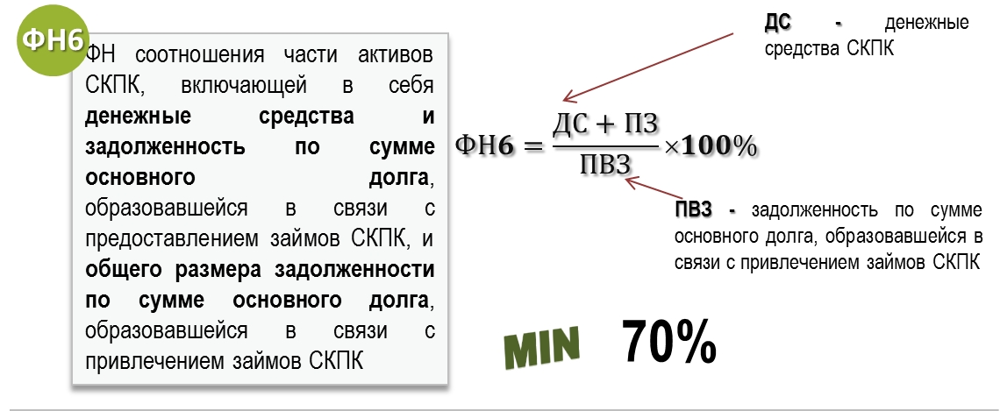 ФН6
ФН соотношения части активов
СКПК, включающей в себя
денежные средства и
задолженность по сумме
основного долга,
образовавшейся в связи с
предоставлением займов СКПК, и
общего размера задолженности
по сумме основного долга,
образовавшейся в связи с
привлечением займов СКПК
ДС - денежные
средства СКПК
ФН6 = (ДС + ПЗ) / ПВЗ ×100%
ПВЗ - задолженность по сумме
основного долга, образовавшейся в
связи с привлечением займов СКПК
MIN 70%